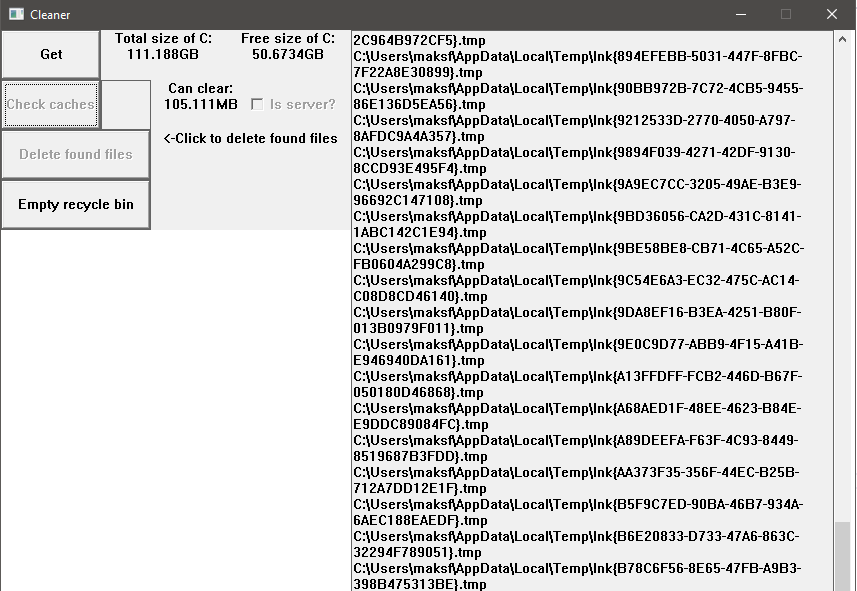 Cleaner
Get
Total size of C:
111.188GB
Free size of C:
50.6734GB
Check caches
Can clear:
105.111MB
Is server?
Delete found files
<-Click to delete found files
Empty recycle bin
2C964B972CF5}.tmp
C:\Users\maksf\AppData\Local\Temp\Ink{894EFEBB-5031-447F-8FBC-
7F22A8E30899}.tmp
C:\Users\maksf\AppData\Local\Temp\Ink{90BB972B-7C72-4CB5-9455-
86E136D5EA56}.tmp
C:\Users\maksf\AppData\Local\Temp\Ink{9212533D-2770-4050-A797-
8AFDC9A4A357}.tmp
C:\Users\maksf\AppData\Local\Temp\Ink{9894F039-4271-42DF-9130-
8CCD93E495F4}.tmp
C:\Users\maksf\AppData\Local\Temp\Ink{9A9EC7CC-3205-49AE-B3E9-
96692C147108}.tmp
C:\Users\maksf\AppData\Local\Temp\Ink{9BD36056-CA2D-431C-8141-
1ABC142C1E94}.tmp
C:\Users\maksf\AppData\Local\Temp\Ink{9BE58BE8-CB71-4C65-A52C-
FB0604A299C8}.tmp
C:\Users\maksf\AppData\Local\Temp\Ink{9C54E6A3-EC32-475C-AC14-
C08D8CD46140}.tmp
C:\Users\maksf\AppData\Local\Temp\Ink{9DA8EF16-B3EA-4251-B80F-
013B0979F011}.tmp
C:\Users\maksf\AppData\Local\Temp\Ink{9E0C9D77-ABB9-4F15-A41B-
E946940DA161}.tmp
C:\Users\maksf\AppData\Local\Temp\Ink{A13FFDFF-FCB2-446D-B67F-
050180D46868}.tmp
C:\Users\maksf\AppData\Local\Temp\Ink{A68AED1F-48EE-4623-B84E-
E9DDC89084FC}.tmp
C:\Users\maksf\AppData\Local\Temp\Ink{A89DEEFA-F63F-4C93-8449-
8519687B3FDD}.tmp
C:\Users\maksf\AppData\Local\Temp\Ink{AA373F35-356F-44EC-B25B-
712A7DD12E1F}.tmp
C:\Users\maksf\AppData\Local\Temp\Ink{B5F9C7ED-90BA-46B7-934A-
6AEC188EAEDF}.tmp
C:\Users\maksf\AppData\Local\Temp\Ink{B6E20833-D733-47A6-863C-
32294F789051}.tmp
C:\Users\maksf\AppData\Local\Temp\Ink{B78C6F56-8E65-47FB-A9B3-
398B475313BE}.tmp